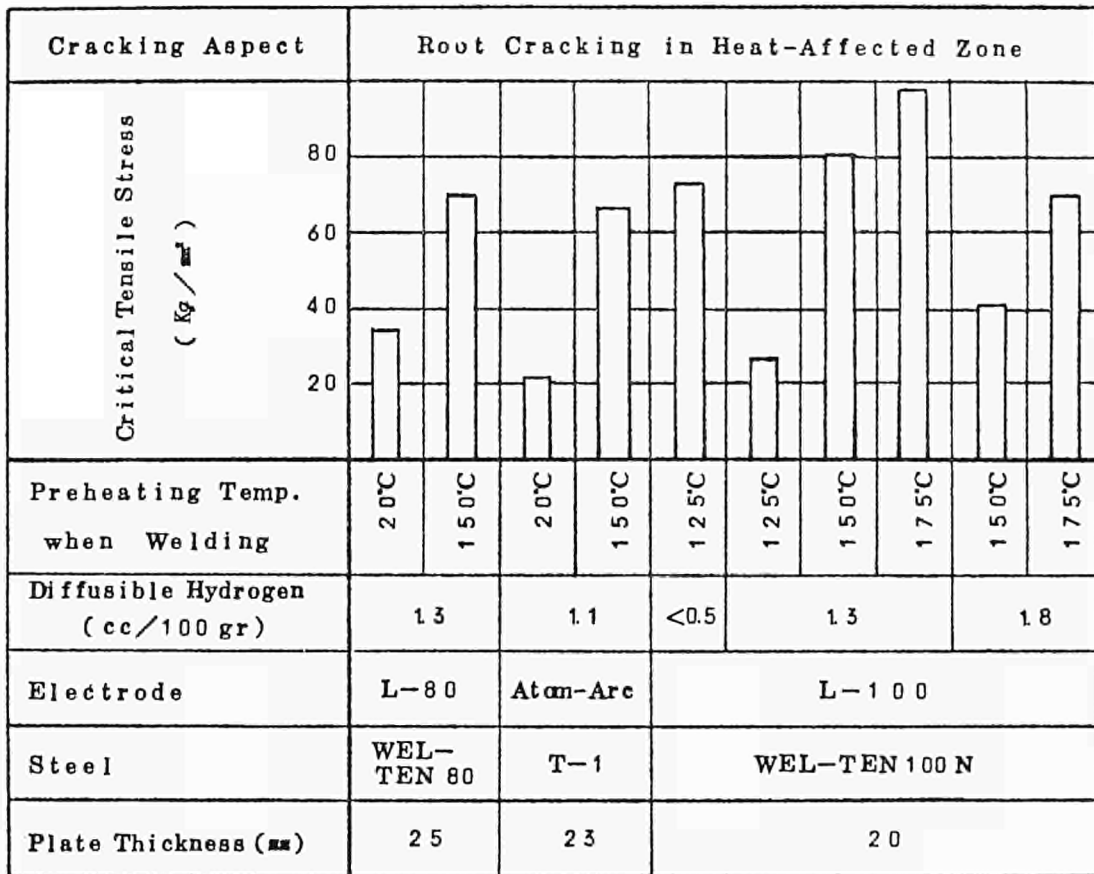 Cracking Aspect
Root Cracking in Heat-Affected Zone
Critical Tensile Stress
(Kg/㎟)
80
60
40
20
Preheating Temp.
when Welding
20℃
150℃
20℃
150℃
125℃
125℃
150℃
175℃
150℃
175℃
Diffusible Hydrogen
(cc/100 gr)
1.3
1.1
<0.5
1.3
1.8
Electrode
L-80
Atom-Arc
L-100
Steel
WEL-
TEN 80
T-1
WEL-TEN 100 N
Plate Thickness (㎜)
25
23
20